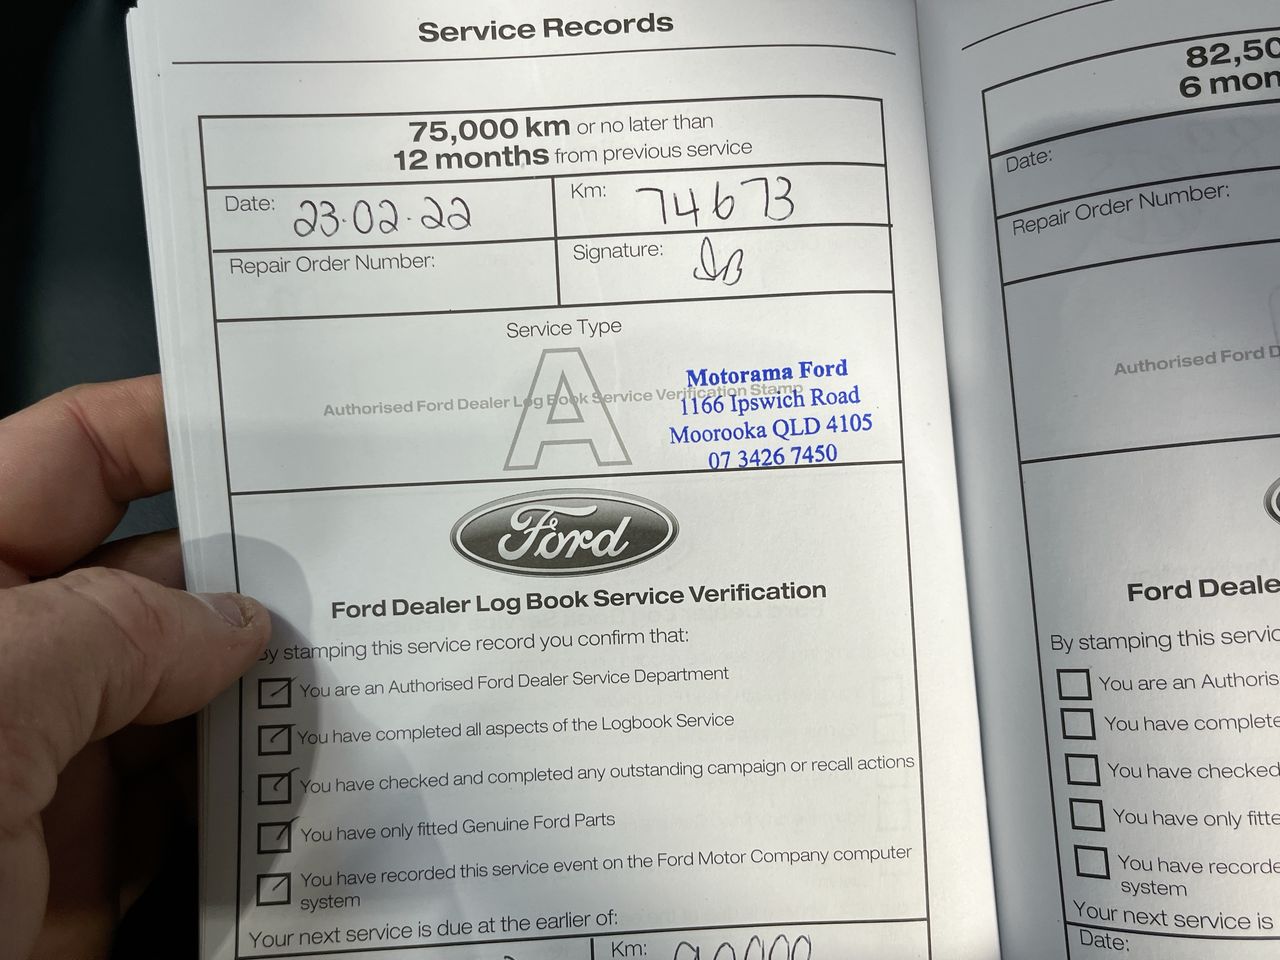 Service Records
75,000 km or no later than
12 months from previous service
Date: 23.02.22
Km: 74673
Repair Order Number:
Signature:
Service Type
A
Authorised Ford Dealer Log Book Service Verification Stamp
Motorama Ford
1166 Ipswich Road
Moorooka QLD 4105
07 3426 7450
Ford
Ford Dealer Log Book Service Verification
By stamping this service record you confirm that:
You are an Authorised Ford Dealer Service Department
You have completed all aspects of the Logbook Service
You have checked and completed any outstanding campaign or recall actions
You have only fitted Genuine Ford Parts
You have recorded this service event on the Ford Motor Company computer
system
Your next service is due at the earlier of:
Km:
82,50
6 mon
Date:
Repair Order Number:
Authorised Ford D
Ford Deale
By stamping this servic
You are an Authoris
You have complete
You have checked
You have only fitte
You have recorde
system
Your next service is
Date: